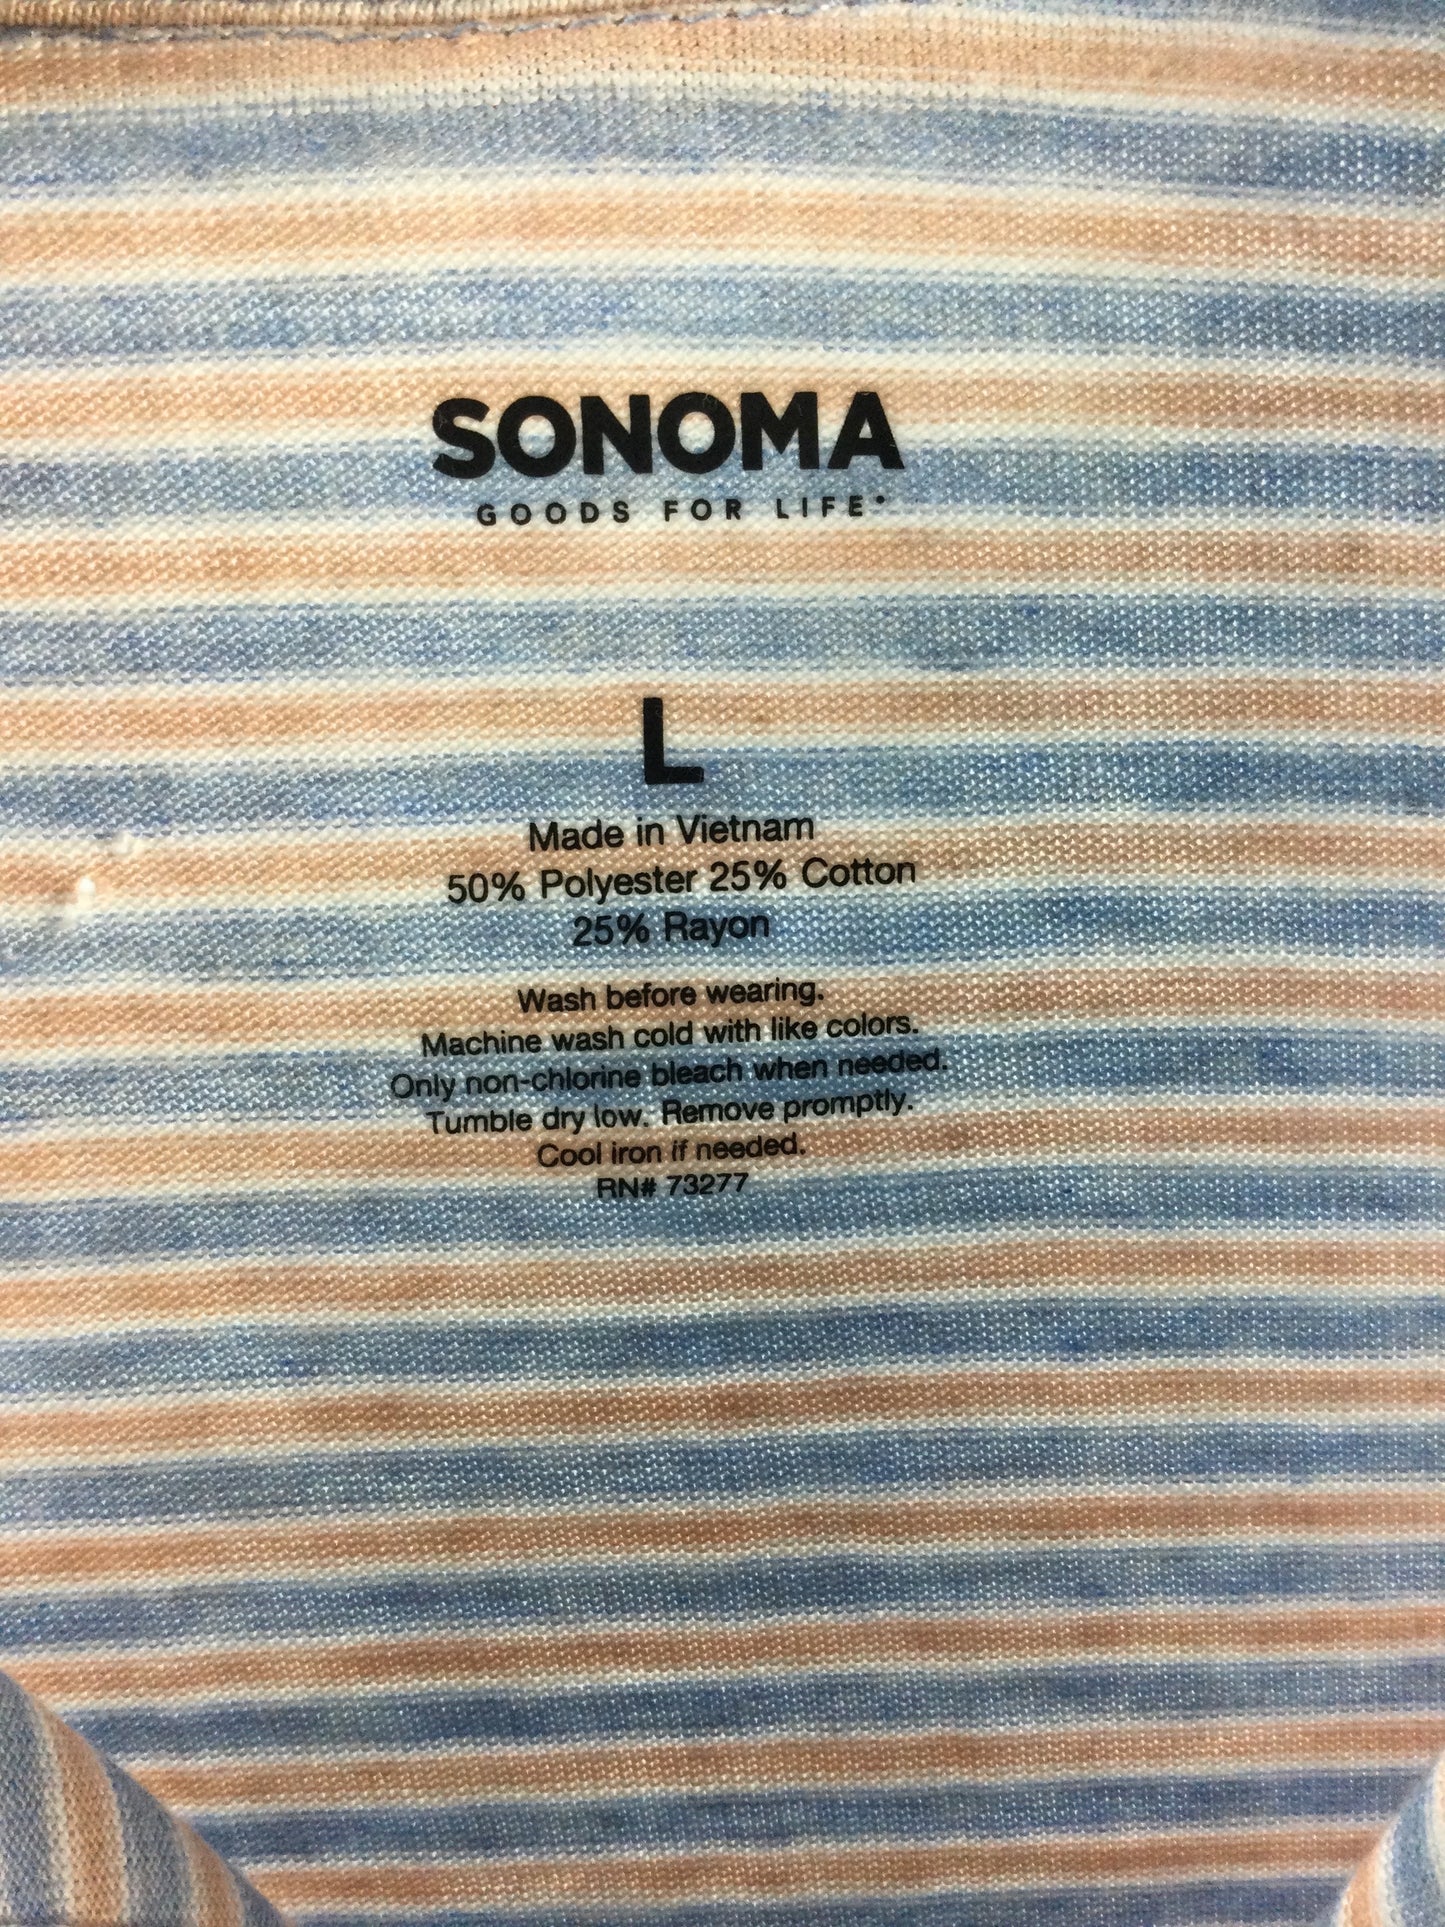 SONOMA
GOODS FOR LIFE
L
Made in Vietnam
50% Polyester 25% Cotton
25% Rayon
Wash before wearing.
Machine wash cold with like colors.
Only non-chlorine bleach when needed.
Tumble dry low. Remove promptly.
Cool iron if needed.
RN# 73277